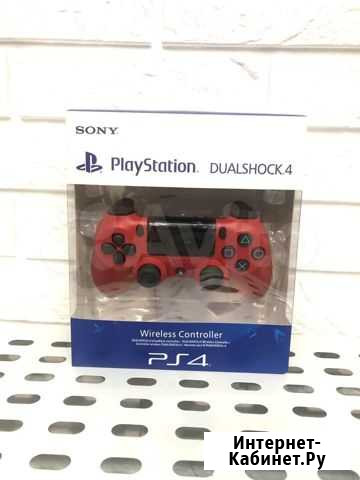 SONY
PlayStation. DUALSHOCK.4
Wireless Controller
PS4
Интернет-
Кабинет.Ру